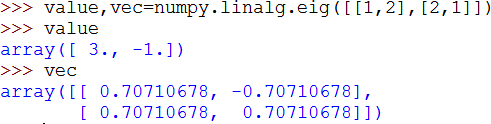 >>> value,vec=numpy.linalg.eig([[1,2],[2,1]])
>>> value
array([ 3., -1.])
>>> vec
array([[ 0.70710678, -0.70710678],
       [ 0.70710678,  0.70710678]])